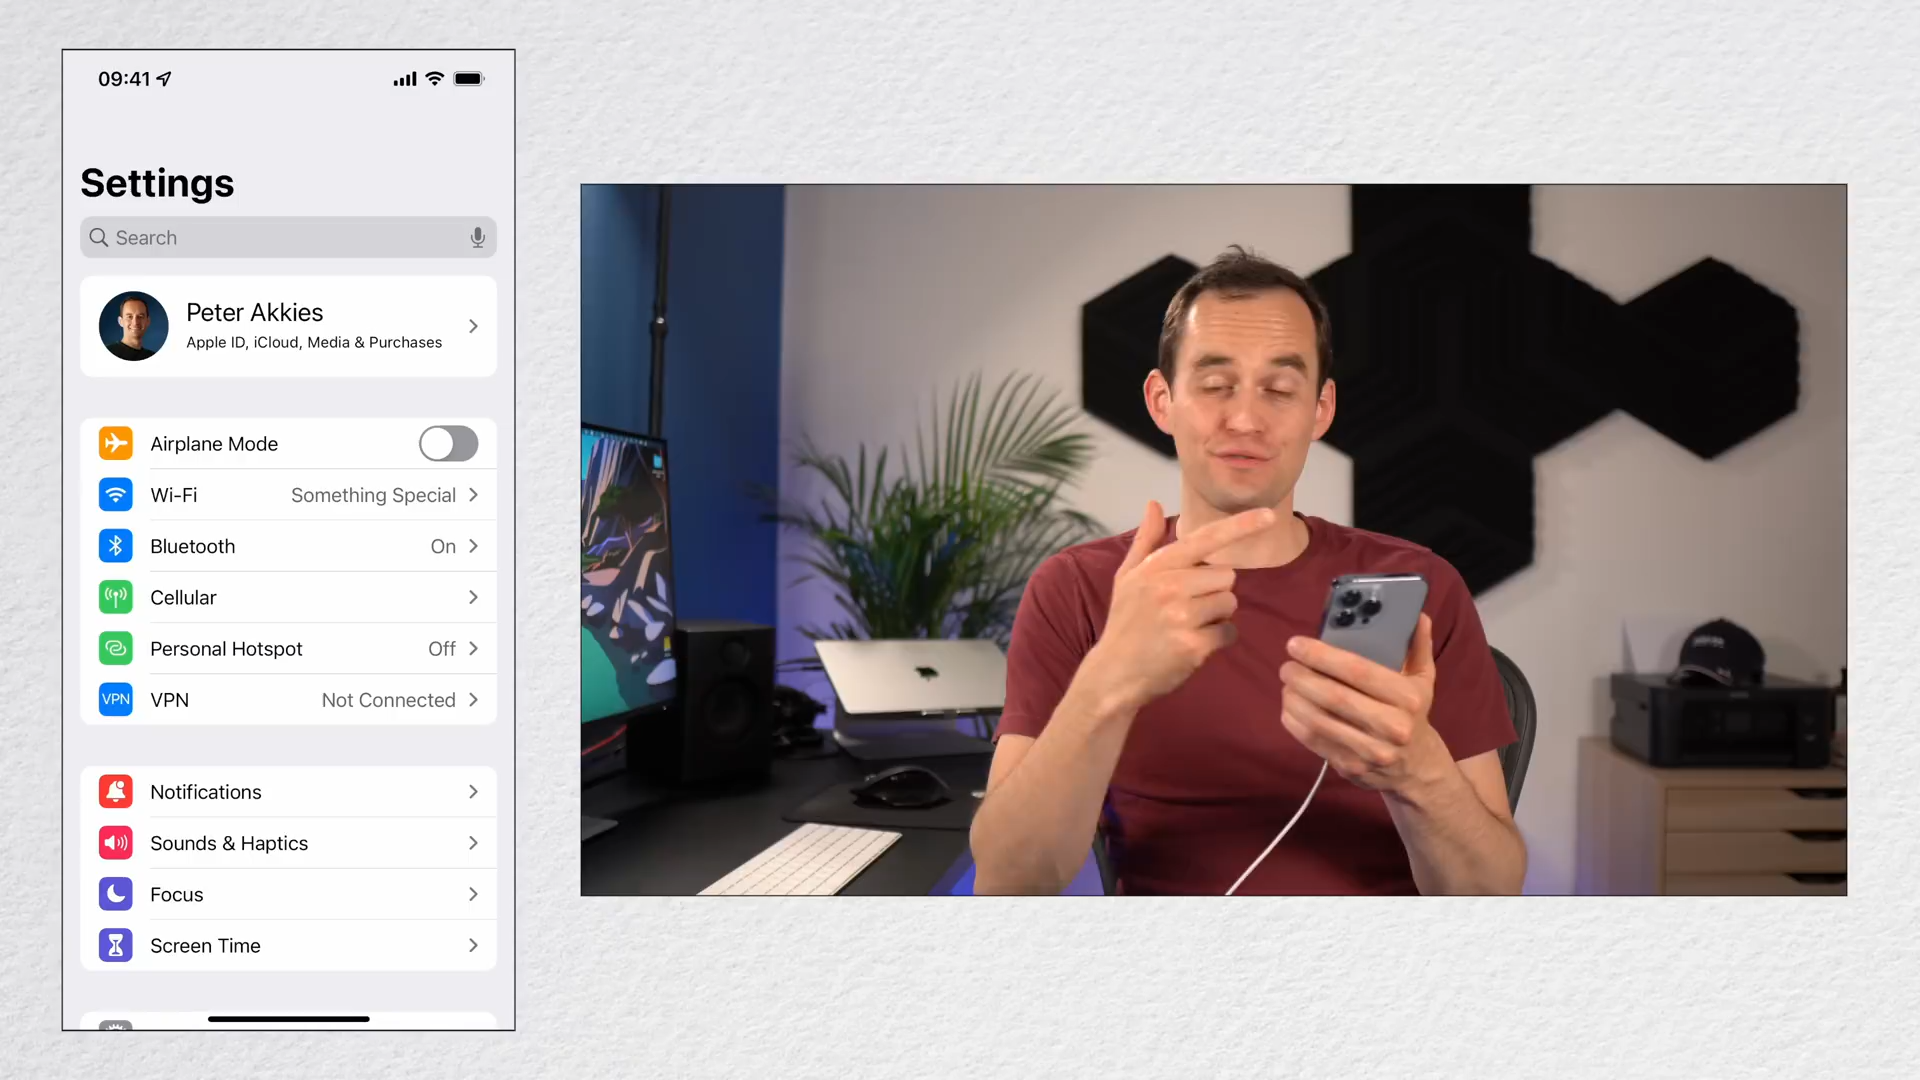 09:41
Settings
Search
Peter Akkies
Apple ID, iCloud, Media & Purchases
Airplane Mode
Wi-Fi Something Special
Bluetooth On
Cellular
Personal Hotspot Off
VPN VPN Not Connected
Notifications
Sounds & Haptics
Focus
Screen Time